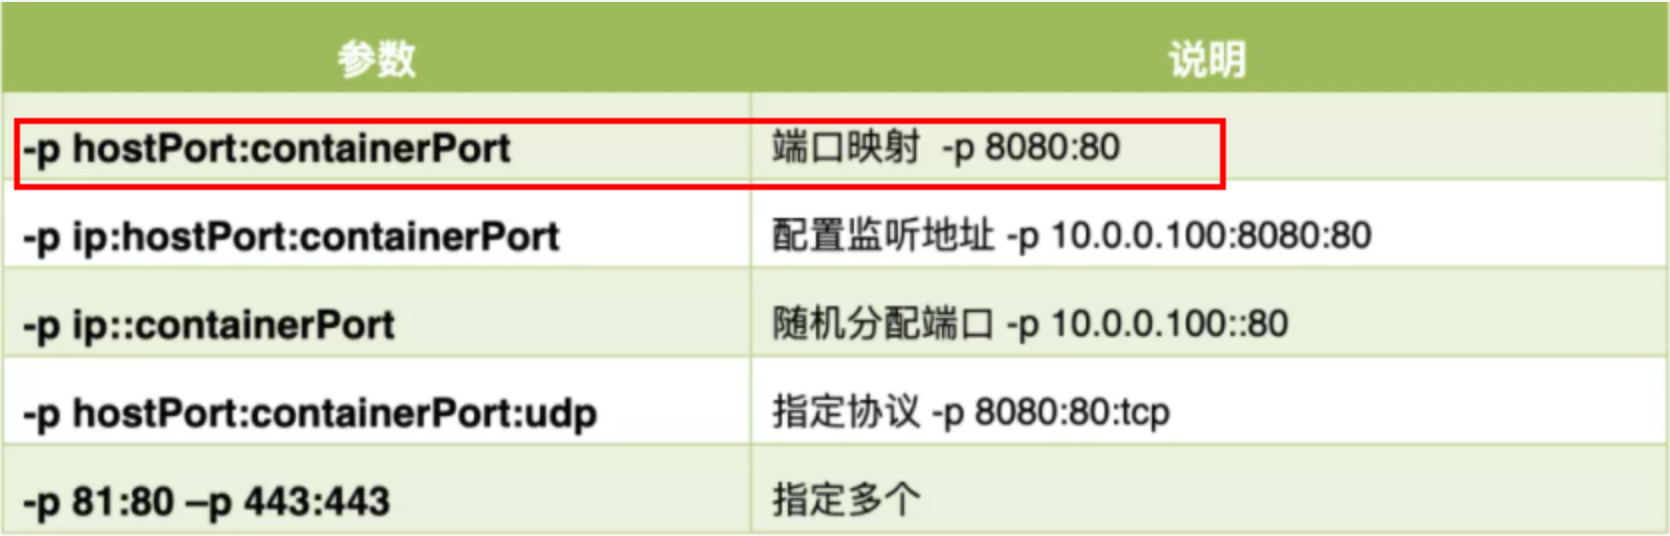 参数 说明
-p hostPort:containerPort 端口映射 -p 8080:80
-p ip:hostPort:containerPort 配置监听地址 -p 10.0.0.100:8080:80
-p ip::containerPort 随机分配端口 -p 10.0.0.100::80
-p hostPort:containerPort:udp 指定协议 -p 8080:80:tcp
-p 81:80 –p 443:443 指定多个